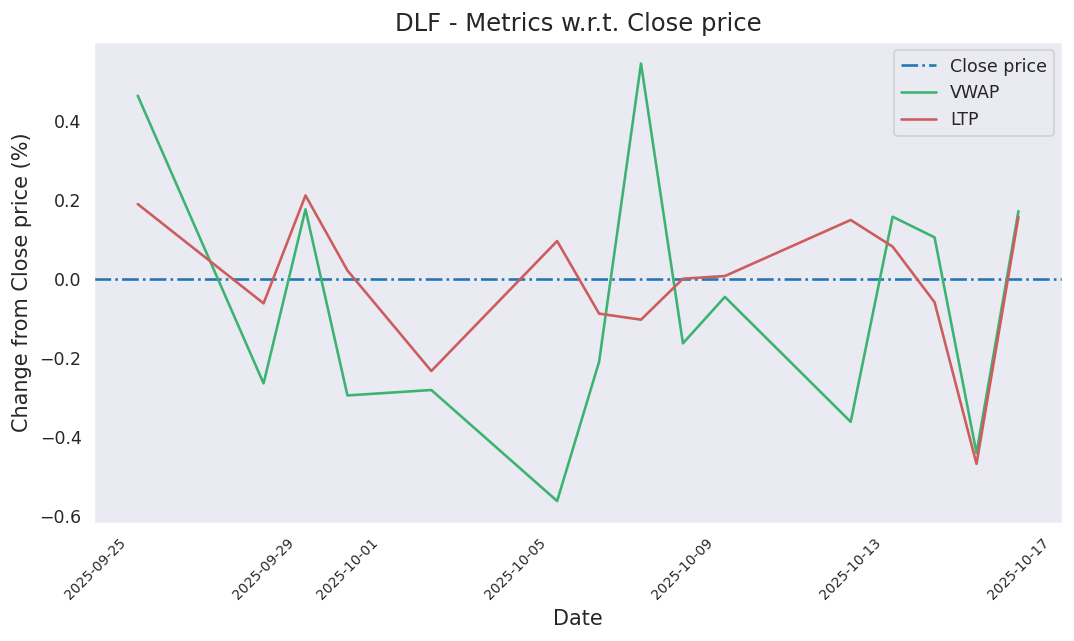 DLF - Metrics w.r.t. Close price
Close price
VWAP
LTP
Change from Close price (%)
0.4
0.2
0.0
−0.2
−0.4
−0.6
2025-09-25
2025-09-29
2025-10-01
2025-10-05
2025-10-09
2025-10-13
2025-10-17
Date